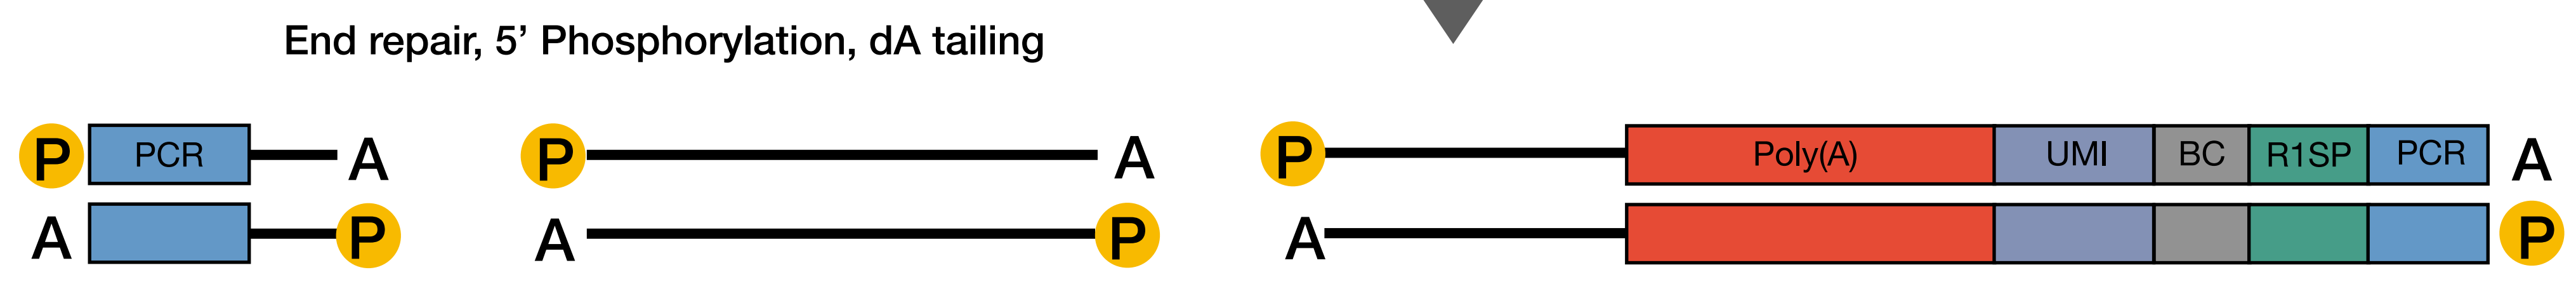 End repair, 5’ Phosphorylation, dA tailing
P PCR A P A P Poly(A) UMI BC R1SP PCR A
A P A P A P